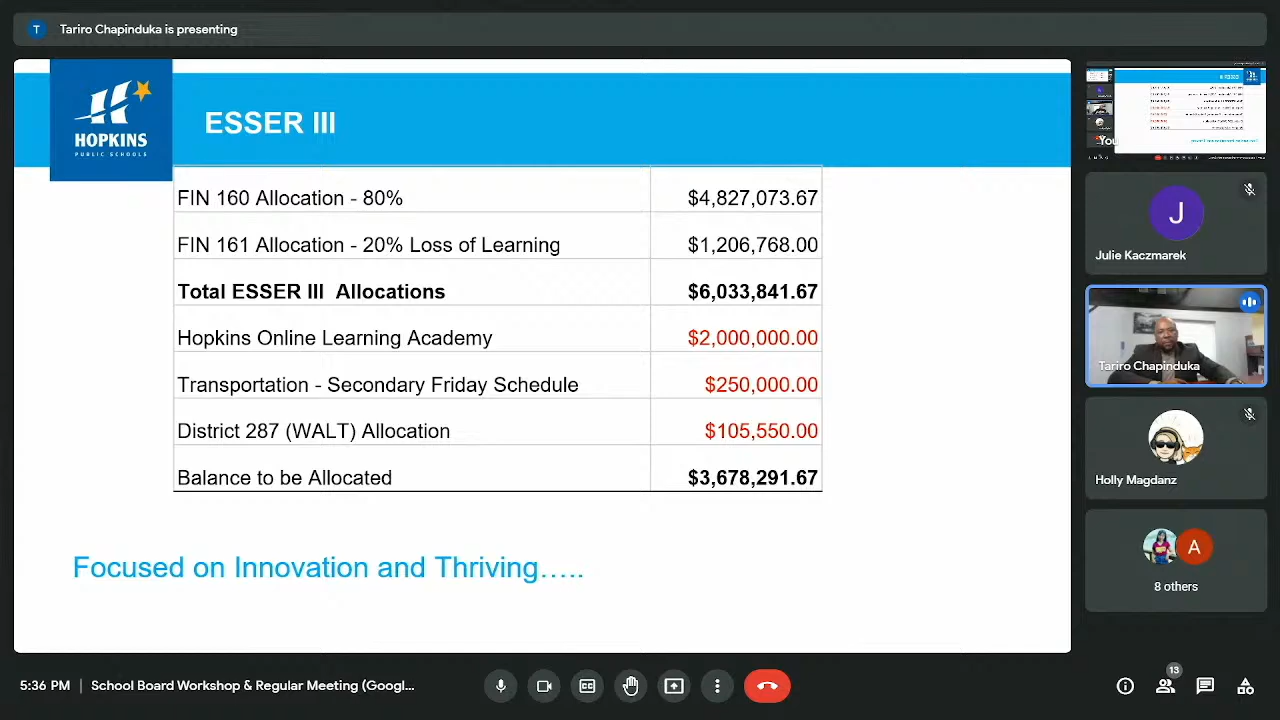 T Tariro Chapinduka is presenting
HOPKINS
PUBLIC SCHOOLS
ESSER III
FIN 160 Allocation - 80% $4,827,073.67
FIN 161 Allocation - 20% Loss of Learning $1,206,768.00
Total ESSER III Allocations $6,033,841.67
Hopkins Online Learning Academy $2,000,000.00
Transportation - Secondary Friday Schedule $250,000.00
District 287 (WALT) Allocation $105,550.00
Balance to be Allocated $3,678,291.67
Focused on Innovation and Thriving…..
You
J
Julie Kaczmarek
Tariro Chapinduka
Holly Magdanz
A
8 others
5:36 PM | School Board Workshop & Regular Meeting (Googl...
13